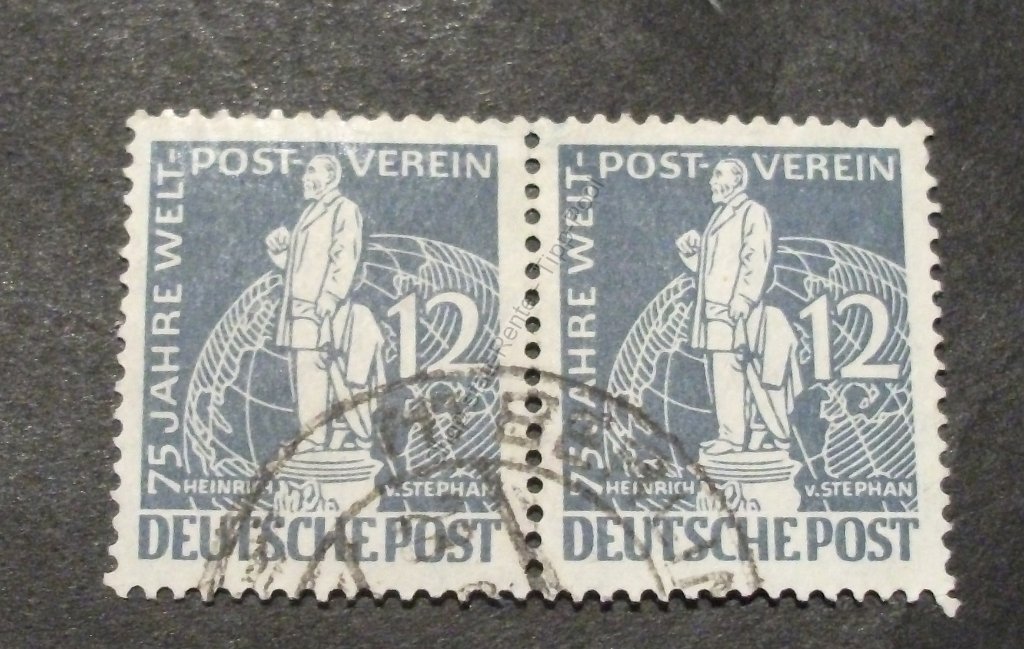 75 JAHRE WELT-
POST-VEREIN
12
HEINRICH V. STEPHAN
DEUTSCHE POST
75 JAHRE WELT-
POST-VEREIN
12
HEINRICH V. STEPHAN
DEUTSCHE POST